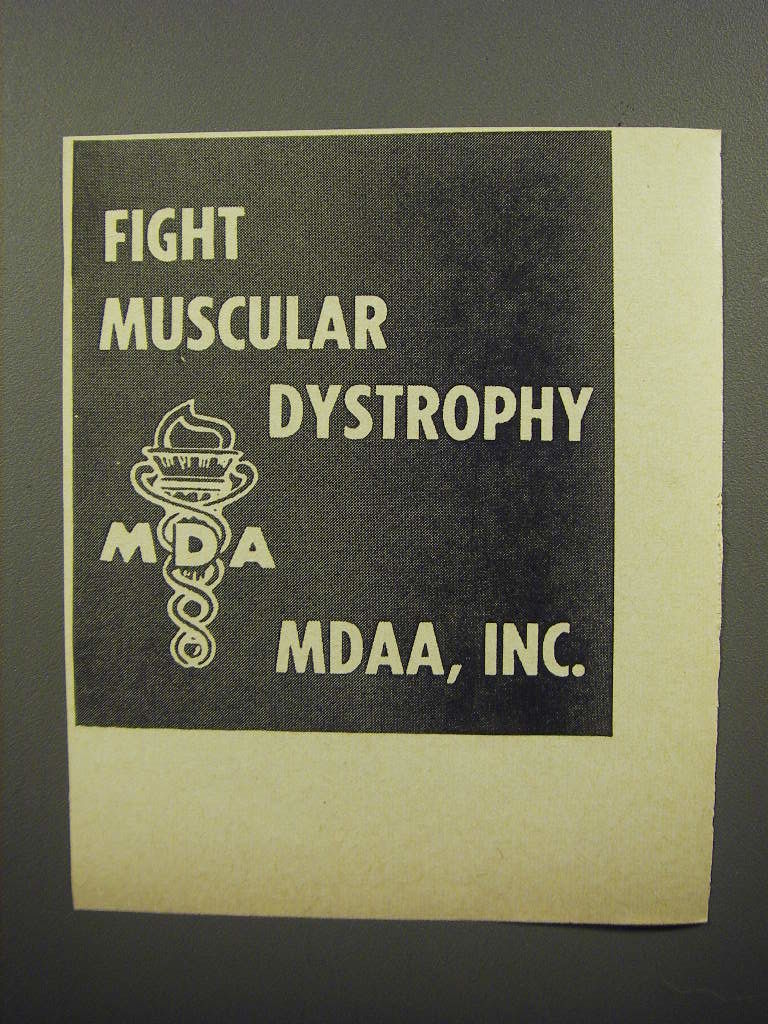 FIGHT
MUSCULAR
DYSTROPHY
MDA
MDAA, INC.